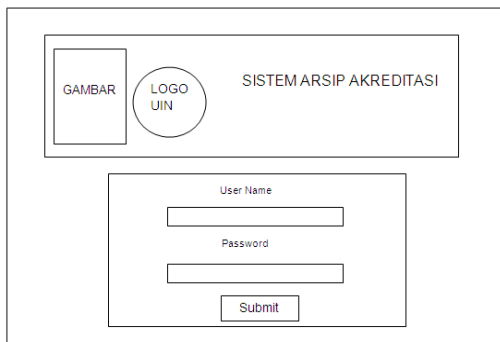 GAMBAR
LOGO
UIN
SISTEM ARSIP AKREDITASI
User Name
Password
Submit